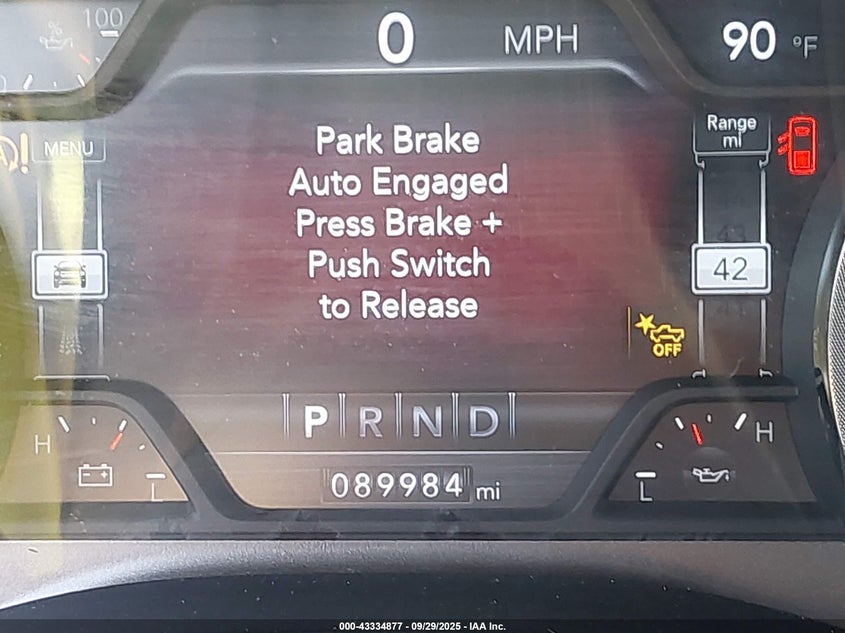 100
0 MPH
90 °F
MENU
Range
mi
Park Brake
Auto Engaged
Press Brake +
Push Switch
to Release
42
OFF
P R N D
H
L
H
L
089984 mi
000-43334877 - 09/29/2025 - IAA Inc.